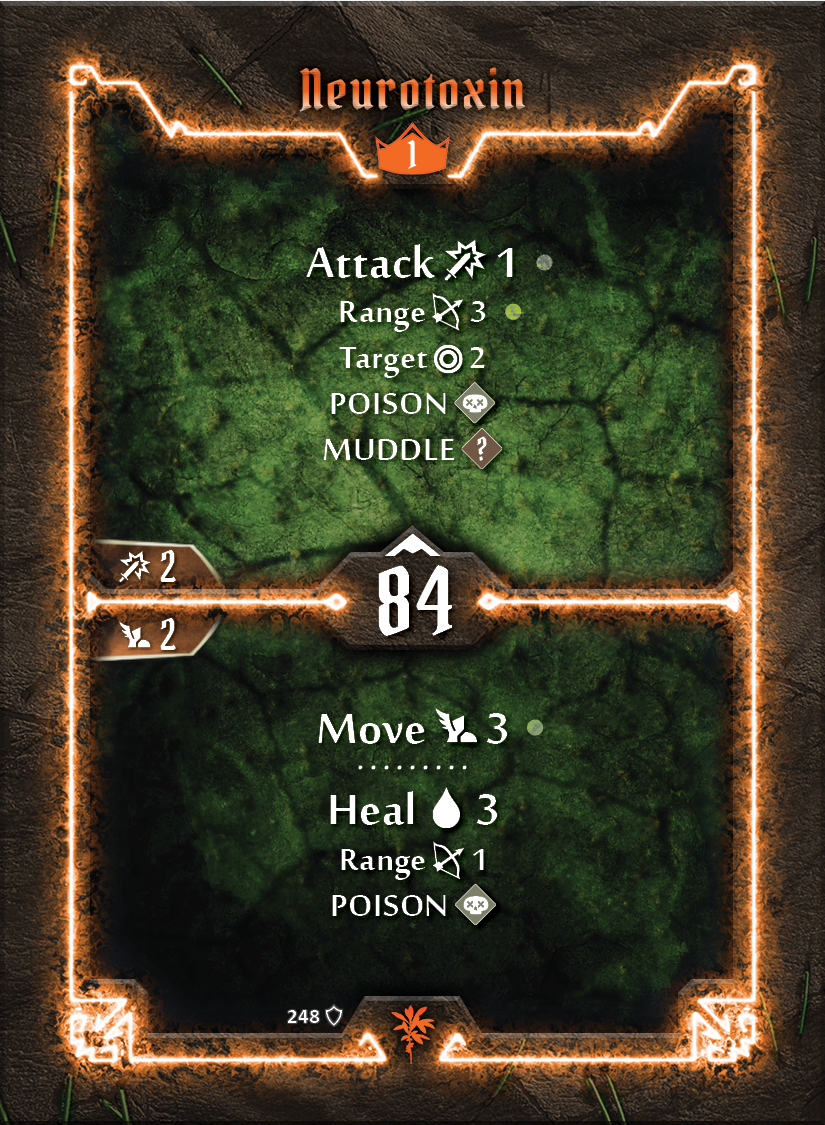 Neurotoxin
1
Attack 1
Range 3
Target 2
POISON
MUDDLE ?
2
84
2
Move 3
Heal 3
Range 1
POISON
248